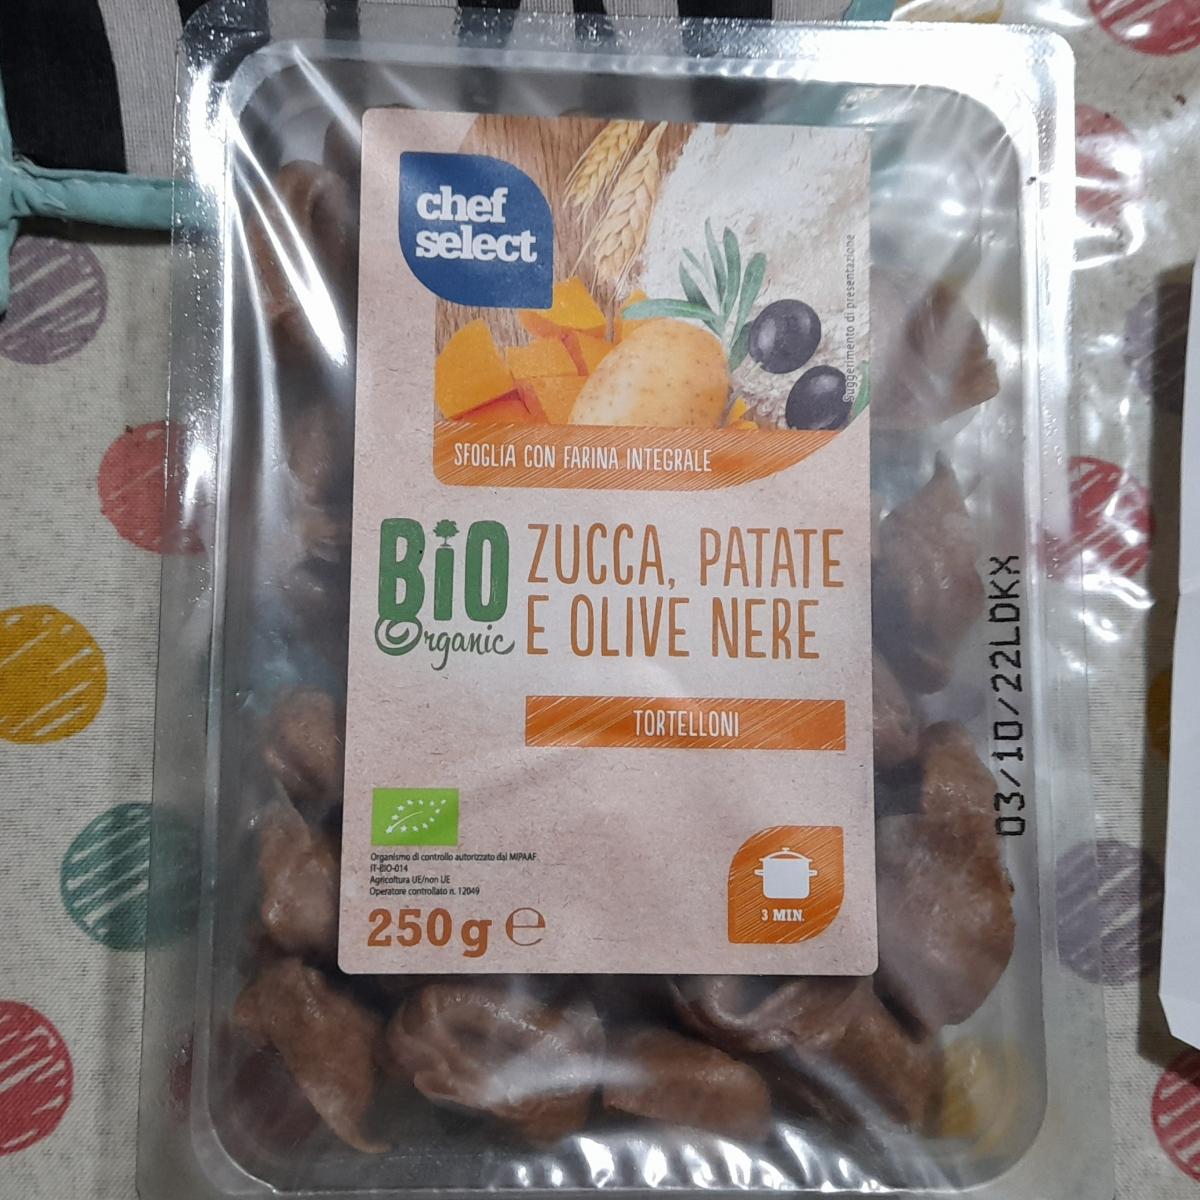 chef
select
Suggerimento di presentazione
SFOGLIA CON FARINA INTEGRALE
BIO
Organic
ZUCCA, PATATE
E OLIVE NERE
TORTELLONI
Organismo di controllo autorizzato dal MIPAAF
IT-BIO-014
Agricoltura UE/non UE
Operatore controllato n. 12049
250 g ℮
3 MIN.
03/10/22LDKX